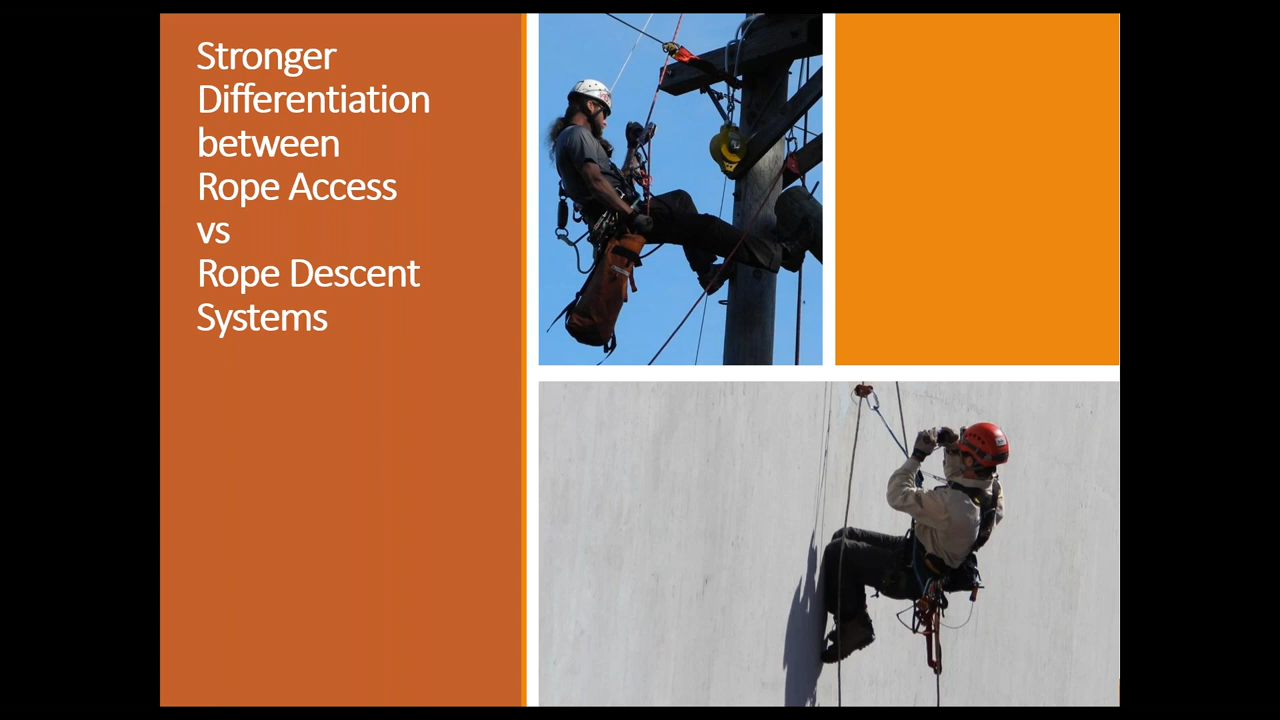 Stronger
Differentiation
between
Rope Access
vs
Rope Descent
Systems